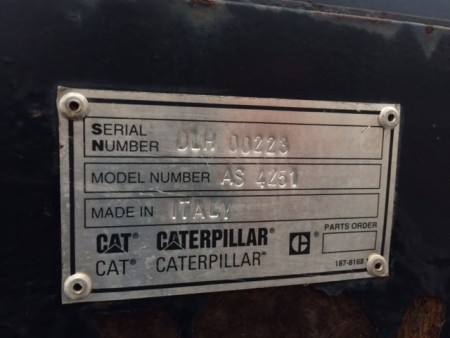 SERIAL
NUMBER DLH 00223
MODEL NUMBER AS 4251
MADE IN ITALY
PARTS ORDER
CAT CATERPILLAR® C
CAT® CATERPILLAR®
187-8168